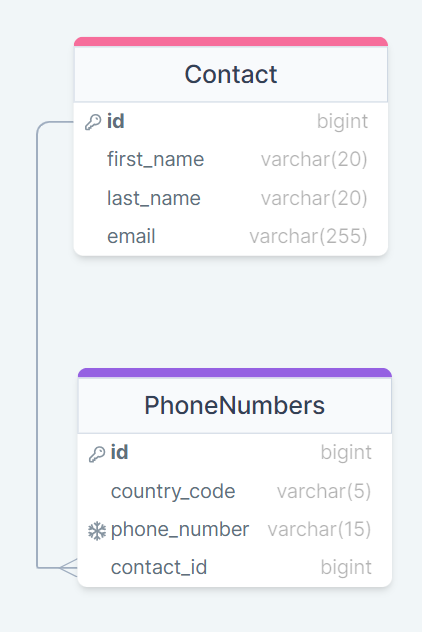 Contact
id bigint
first_name varchar(20)
last_name varchar(20)
email varchar(255)
PhoneNumbers
id bigint
country_code varchar(5)
phone_number varchar(15)
contact_id bigint